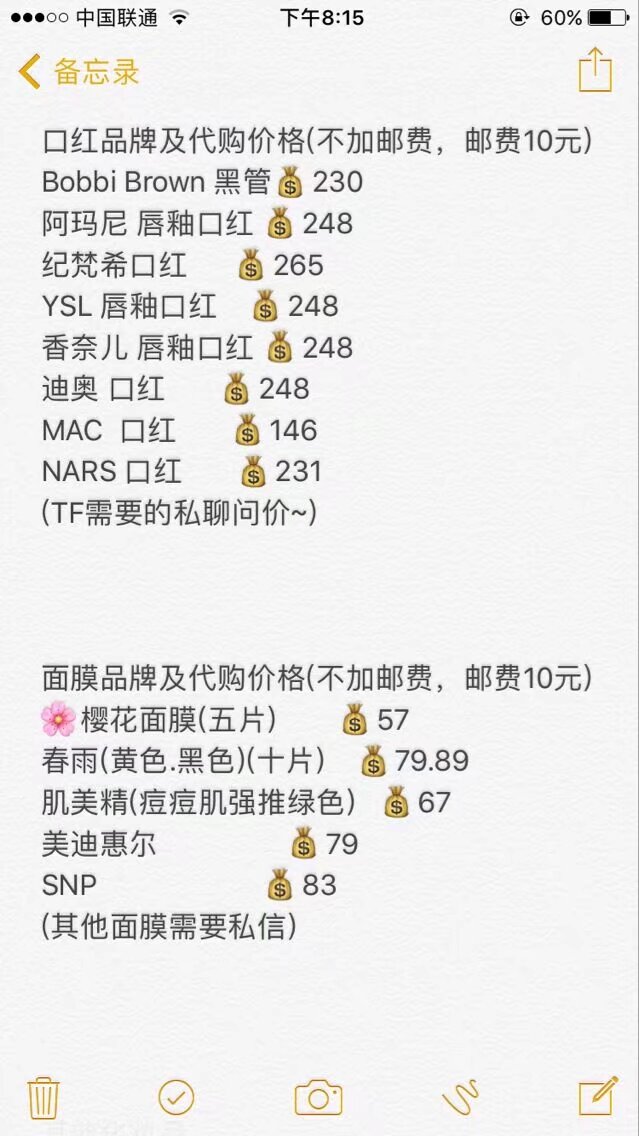 中国联通 下午8:15 60%
备忘录
口红品牌及代购价格(不加邮费，邮费10元)
Bobbi Brown 黑管💰230
阿玛尼 唇釉口红 💰248
纪梵希口红 💰265
YSL 唇釉口红 💰248
香奈儿 唇釉口红 💰248
迪奥 口红 💰248
MAC 口红 💰146
NARS 口红 💰231
(TF需要的私聊问价~)
面膜品牌及代购价格(不加邮费，邮费10元)
🌸樱花面膜(五片) 💰57
春雨(黄色.黑色)(十片) 💰79.89
肌美精(痘痘肌强推绿色) 💰67
美迪惠尔 💰79
SNP 💰83
(其他面膜需要私信)